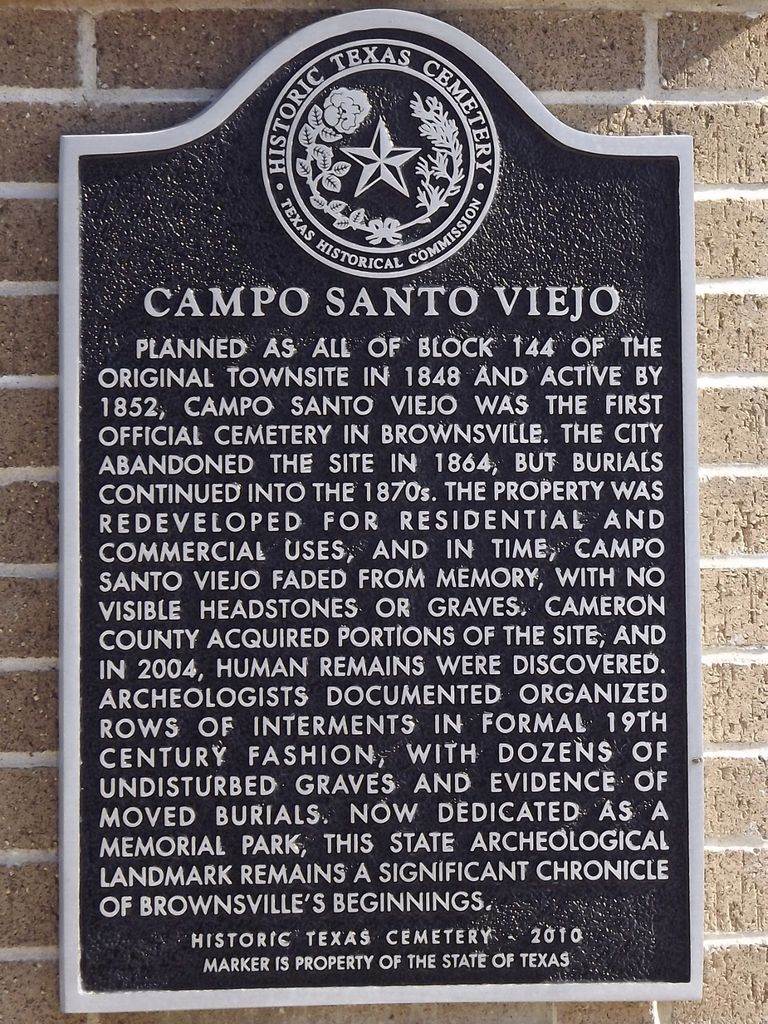 HISTORIC TEXAS CEMETERY
TEXAS HISTORICAL COMMISSION
CAMPO SANTO VIEJO
PLANNED AS ALL OF BLOCK 144 OF THE
ORIGINAL TOWNSITE IN 1848 AND ACTIVE BY
1852, CAMPO SANTO VIEJO WAS THE FIRST
OFFICIAL CEMETERY IN BROWNSVILLE. THE CITY
ABANDONED THE SITE IN 1864, BUT BURIALS
CONTINUED INTO THE 1870s. THE PROPERTY WAS
REDEVELOPED FOR RESIDENTIAL AND
COMMERCIAL USES, AND IN TIME, CAMPO
SANTO VIEJO FADED FROM MEMORY, WITH NO
VISIBLE HEADSTONES OR GRAVES. CAMERON
COUNTY ACQUIRED PORTIONS OF THE SITE, AND
IN 2004, HUMAN REMAINS WERE DISCOVERED.
ARCHEOLOGISTS DOCUMENTED ORGANIZED
ROWS OF INTERMENTS IN FORMAL 19TH
CENTURY FASHION, WITH DOZENS OF
UNDISTURBED GRAVES AND EVIDENCE OF
MOVED BURIALS. NOW DEDICATED AS A
MEMORIAL PARK, THIS STATE ARCHEOLOGICAL
LANDMARK REMAINS A SIGNIFICANT CHRONICLE
OF BROWNSVILLE'S BEGINNINGS.
HISTORIC TEXAS CEMETERY - 2010
MARKER IS PROPERTY OF THE STATE OF TEXAS